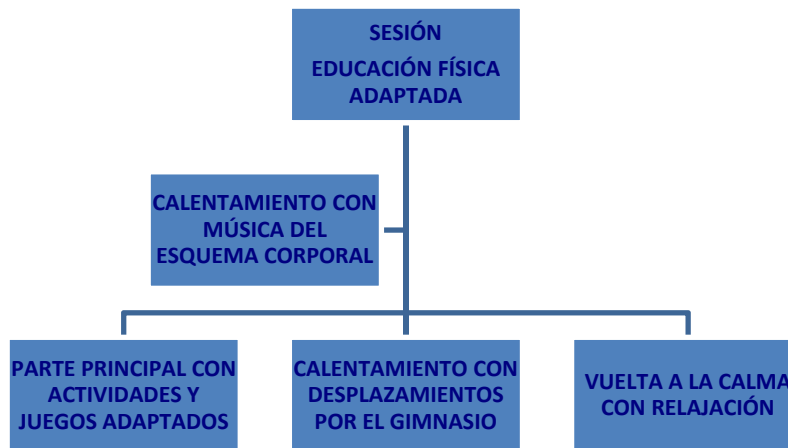 SESIÓN
EDUCACIÓN FÍSICA
ADAPTADA
CALENTAMIENTO CON
MÚSICA DEL
ESQUEMA CORPORAL
PARTE PRINCIPAL CON
ACTIVIDADES Y
JUEGOS ADAPTADOS
CALENTAMIENTO CON
DESPLAZAMIENTOS
POR EL GIMNASIO
VUELTA A LA CALMA
CON RELAJACIÓN